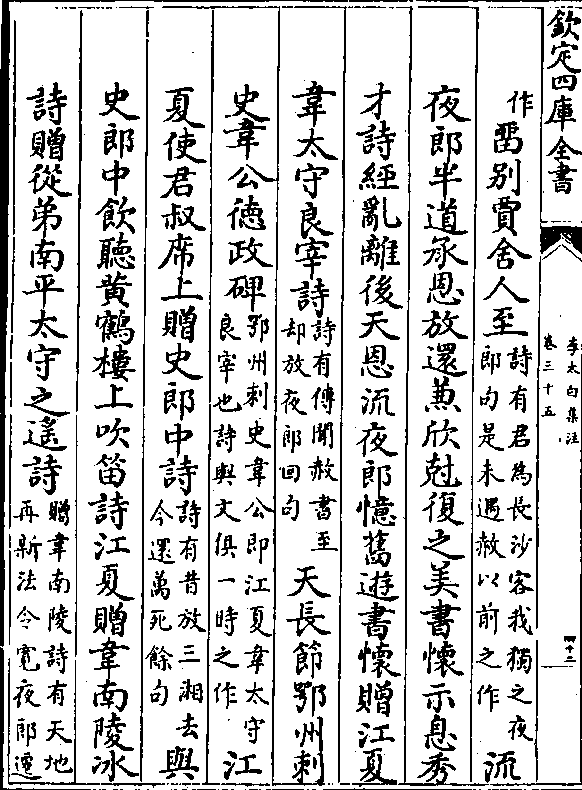 欽定四庫全書
李太白集注
卷三十五
四十二
作
留別賈舍人至
詩有君為長沙客我獨之夜
郎句是未遇赦以前之作
流
夜郎半道承恩放還兼欣尅復之美書懷示息秀
才詩經亂離後天恩流夜郎憶舊遊書懷贈江夏
韋太守良宰詩
詩有傳聞赦書至
却放夜郎回句
天長節鄂州刺
史韋公德政碑
鄂州刺史韋公即江夏韋太守
良宰也詩與文俱一時之作
江
夏使君叔席上贈史郎中詩
詩有昔放三湘去
今還萬死餘句
與
史郎中飲聽黄鶴樓上吹笛詩江夏贈韋南陵冰
詩贈從弟南平太守之遙詩
贈韋南陵詩有天地
再新法令寛夜郎遷